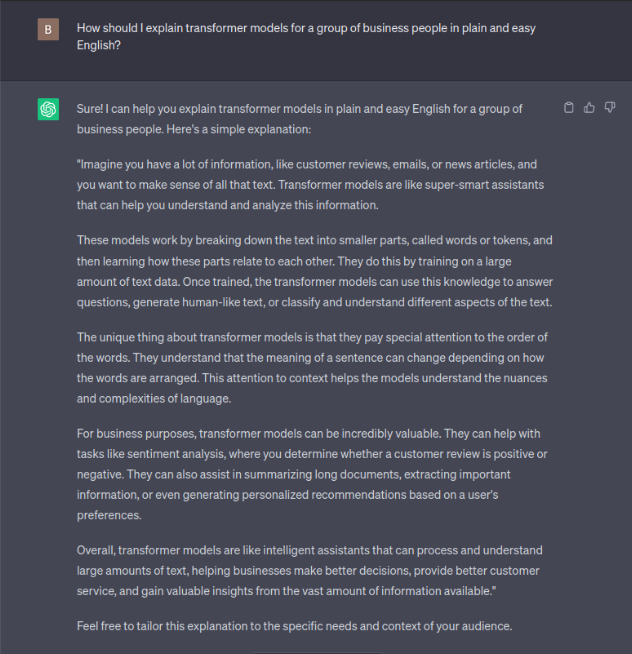 B
How should I explain transformer models for a group of business people in plain and easy
English?
Sure! I can help you explain transformer models in plain and easy English for a group of
business people. Here's a simple explanation:
"Imagine you have a lot of information, like customer reviews, emails, or news articles, and
you want to make sense of all that text. Transformer models are like super-smart assistants
that can help you understand and analyze this information.
These models work by breaking down the text into smaller parts, called words or tokens, and
then learning how these parts relate to each other. They do this by training on a large
amount of text data. Once trained, the transformer models can use this knowledge to answer
questions, generate human-like text, or classify and understand different aspects of the text.
The unique thing about transformer models is that they pay special attention to the order of
the words. They understand that the meaning of a sentence can change depending on how
the words are arranged. This attention to context helps the models understand the nuances
and complexities of language.
For business purposes, transformer models can be incredibly valuable. They can help with
tasks like sentiment analysis, where you determine whether a customer review is positive or
negative. They can also assist in summarizing long documents, extracting important
information, or even generating personalized recommendations based on a user's
preferences.
Overall, transformer models are like intelligent assistants that can process and understand
large amounts of text, helping businesses make better decisions, provide better customer
service, and gain valuable insights from the vast amount of information available."
Feel free to tailor this explanation to the specific needs and context of your audience.